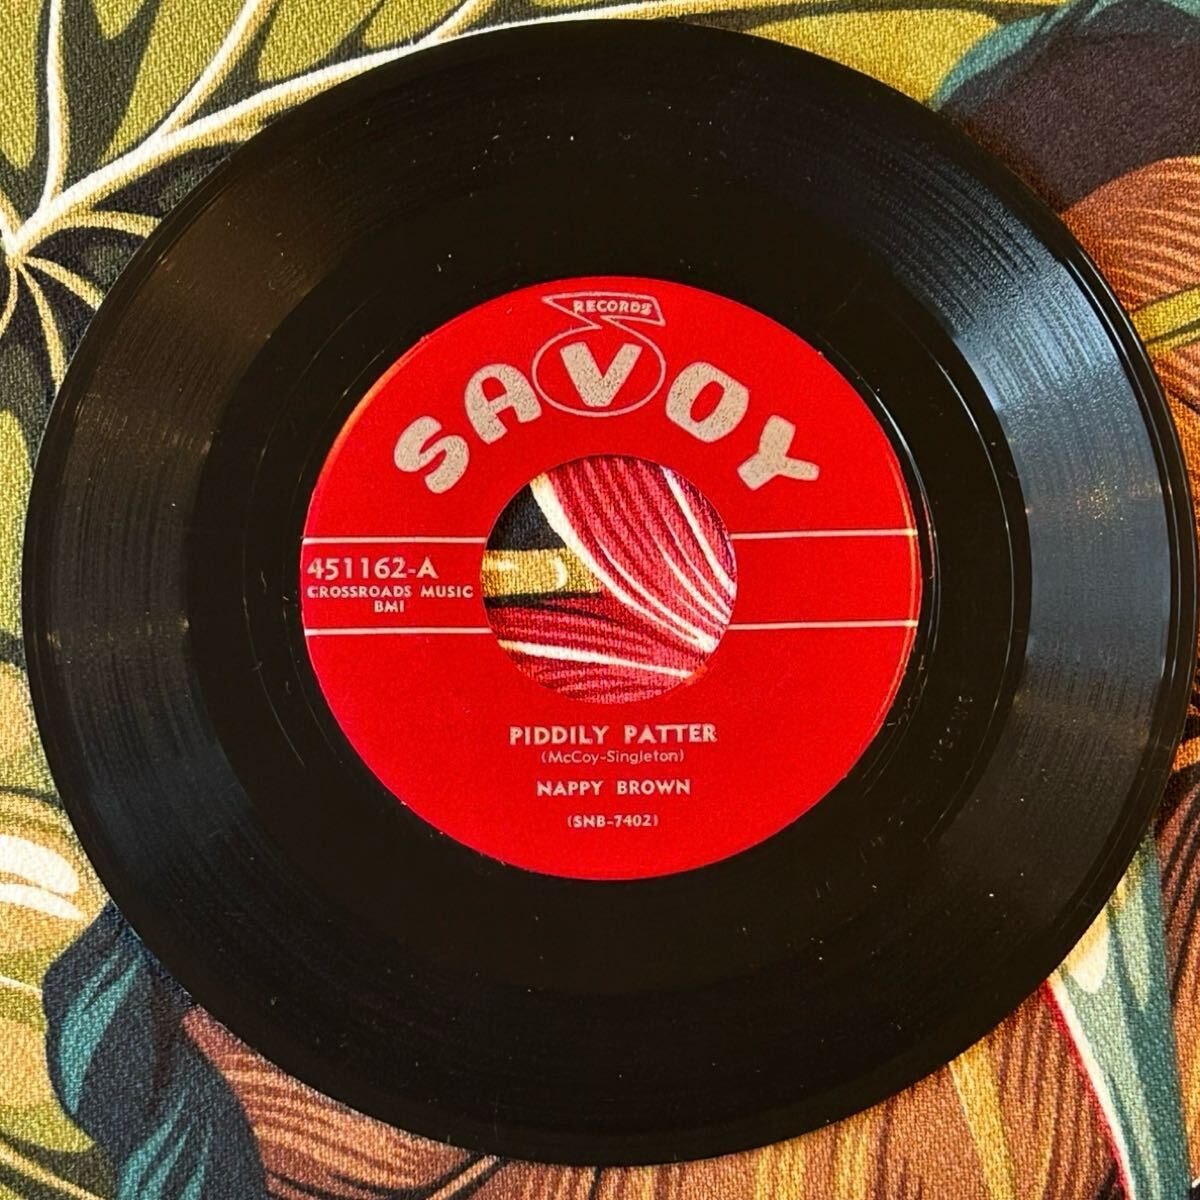 RECORDS
SAVOY
451162-A
CROSSROADS MUSIC
BMI
PIDDILY PATTER
(McCoy-Singleton)
NAPPY BROWN
(SNB-7402)